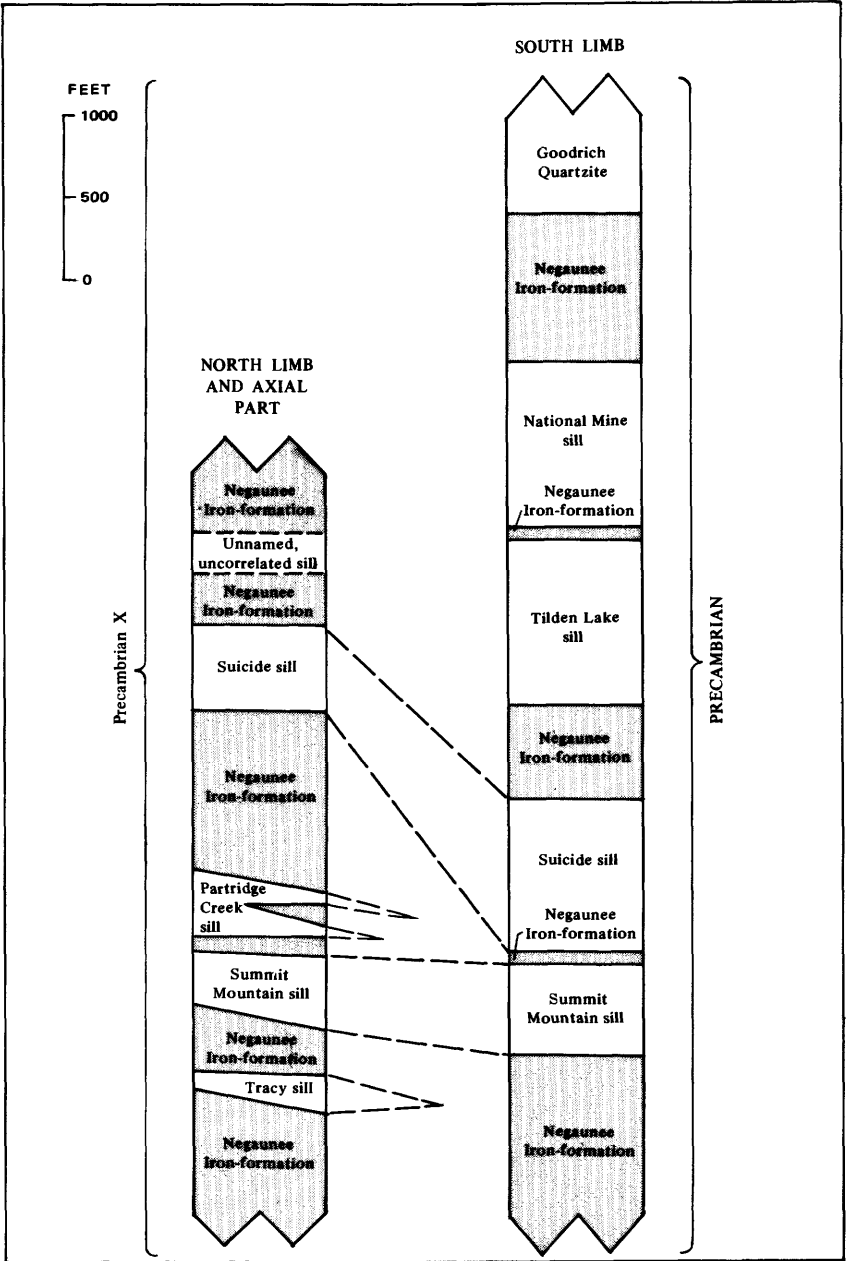 SOUTH LIMB
FEET
1000
500
0
Goodrich
Quartzite
Negaunee
Iron-formation
National Mine
sill
Negaunee
Iron-formation
Tilden Lake
sill
Negaunee
Iron-formation
Suicide sill
Negaunee
Iron-formation
Summit
Mountain sill
Negaunee
Iron-formation
PRECAMBRIAN
NORTH LIMB
AND AXIAL
PART
Negaunee
Iron-formation
Unnamed,
uncorrelated sill
Negaunee
Iron-formation
Suicide sill
Negaunee
Iron-formation
Partridge
Creek
sill
Summit
Mountain sill
Negaunee
Iron-formation
Tracy sill
Negaunee
Iron-formation
Precambrian X